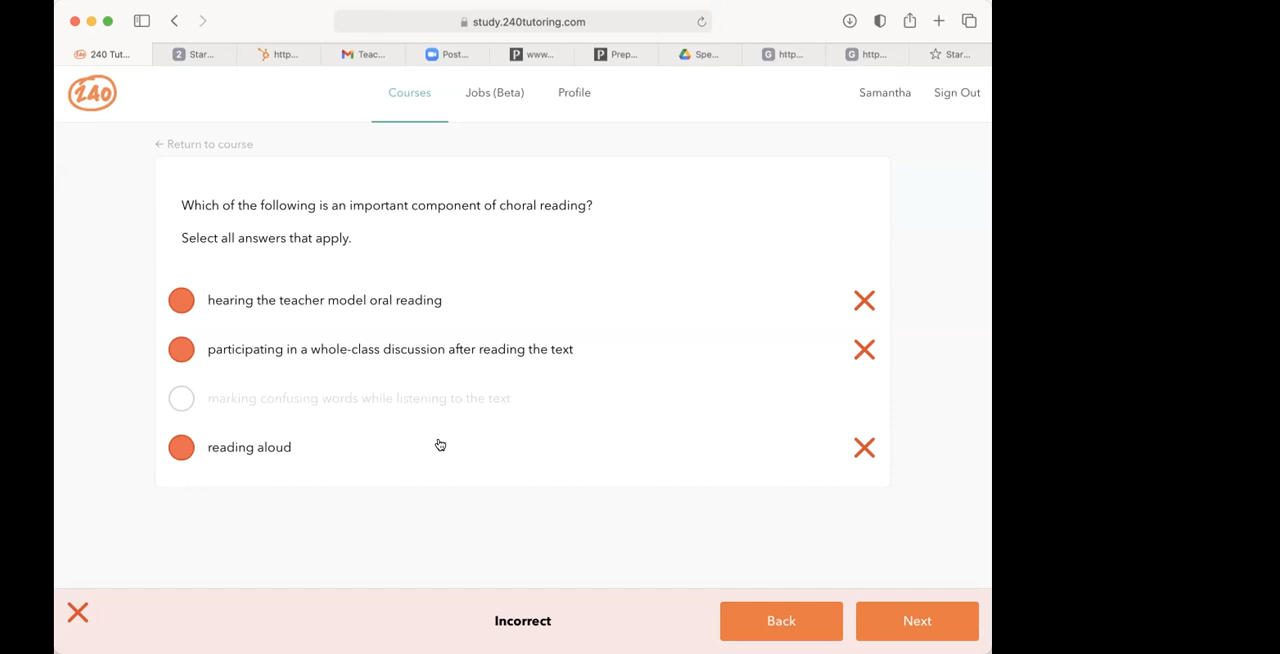 study.240tutoring.com
240 Tut... 2 Star... http... Teac... Post... P www... P Prep... Spe... G http... G http... Star...
240 Courses Jobs (Beta) Profile Samantha Sign Out
← Return to course
Which of the following is an important component of choral reading?
Select all answers that apply.
hearing the teacher model oral reading
participating in a whole-class discussion after reading the text
marking confusing words while listening to the text
reading aloud
Incorrect Back Next